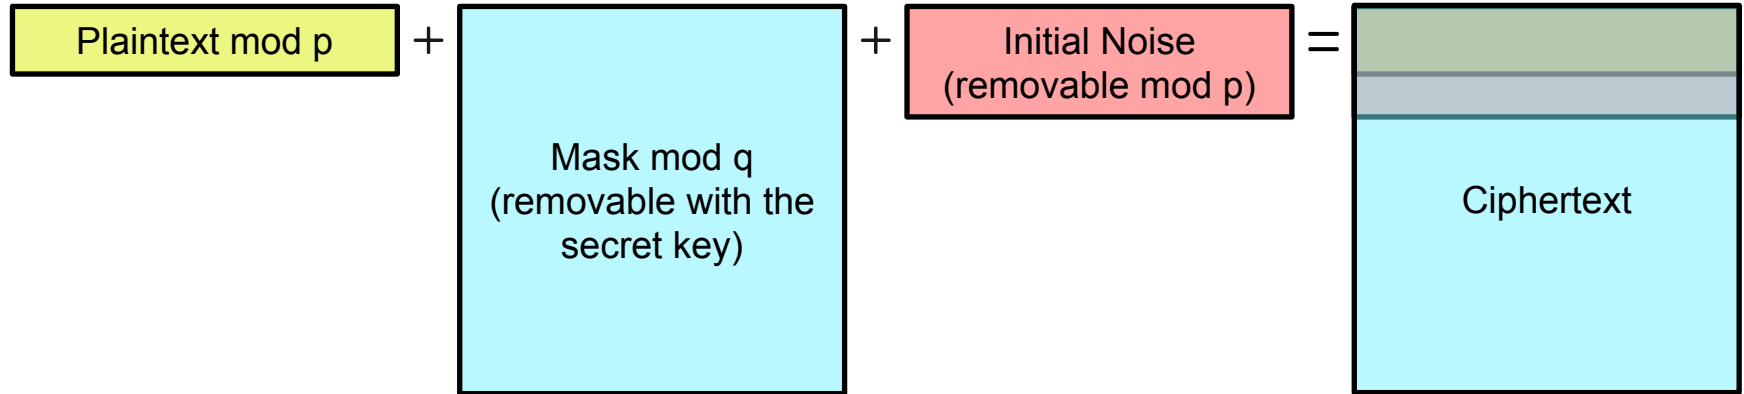 Plaintext mod p
+
Mask mod q
(removable with the
secret key)
+
Initial Noise
(removable mod p)
=
Ciphertext